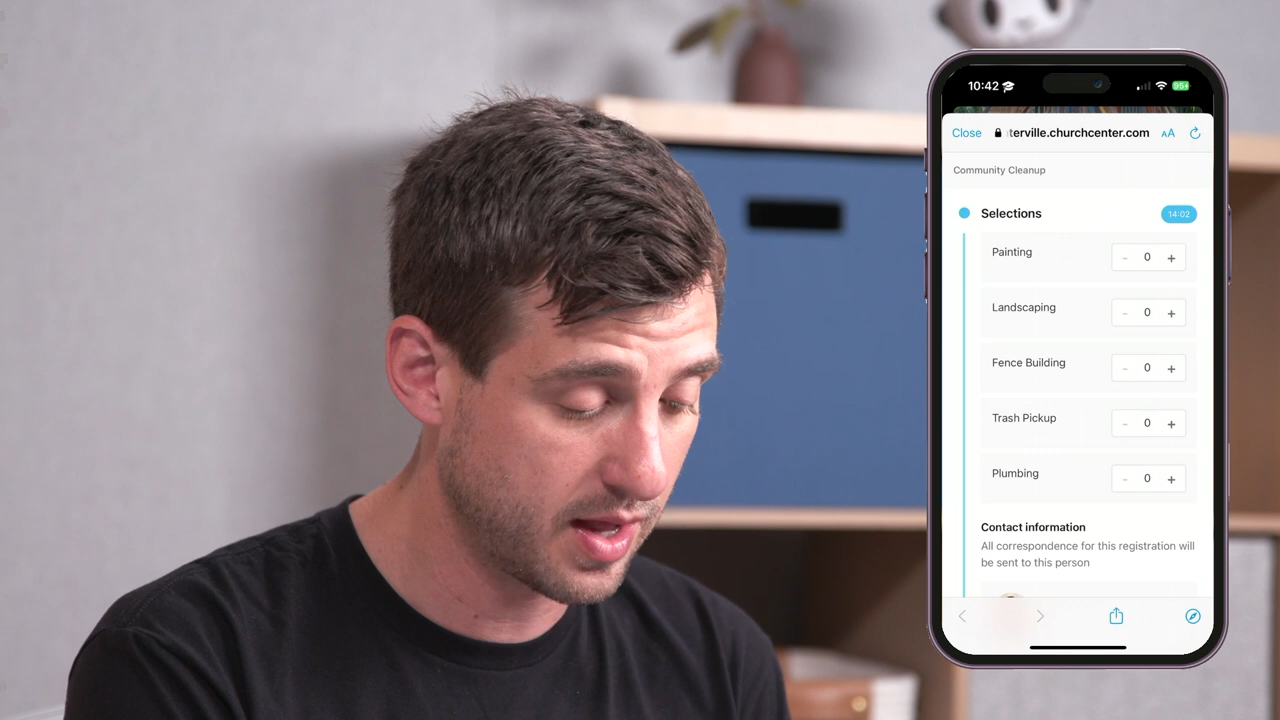 10:42
95+
Close
terville.churchcenter.com
AA
Community Cleanup
Selections
14:02
Painting
- 0 +
Landscaping
- 0 +
Fence Building
- 0 +
Trash Pickup
- 0 +
Plumbing
- 0 +
Contact information
All correspondence for this registration will
be sent to this person